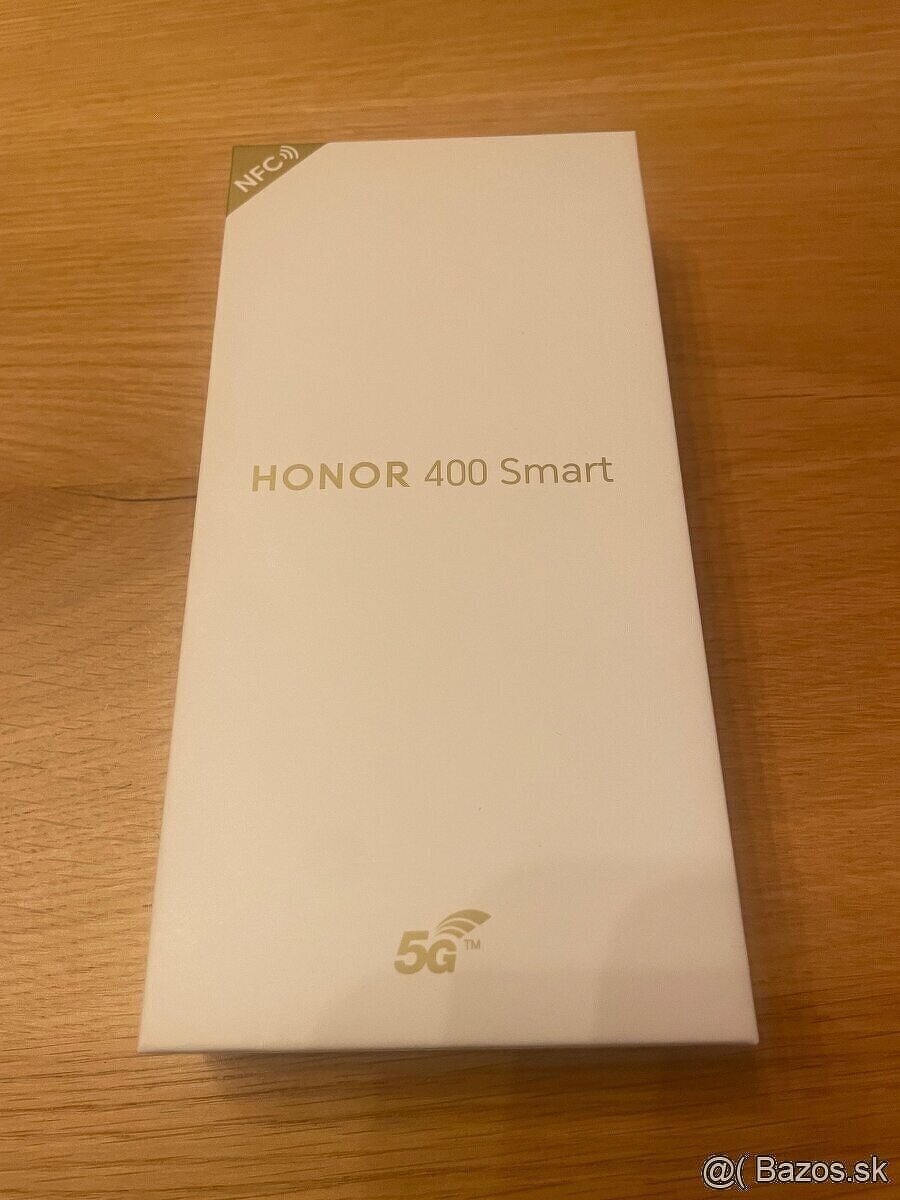 NFC
HONOR 400 Smart
5G™
@( Bazos.sk